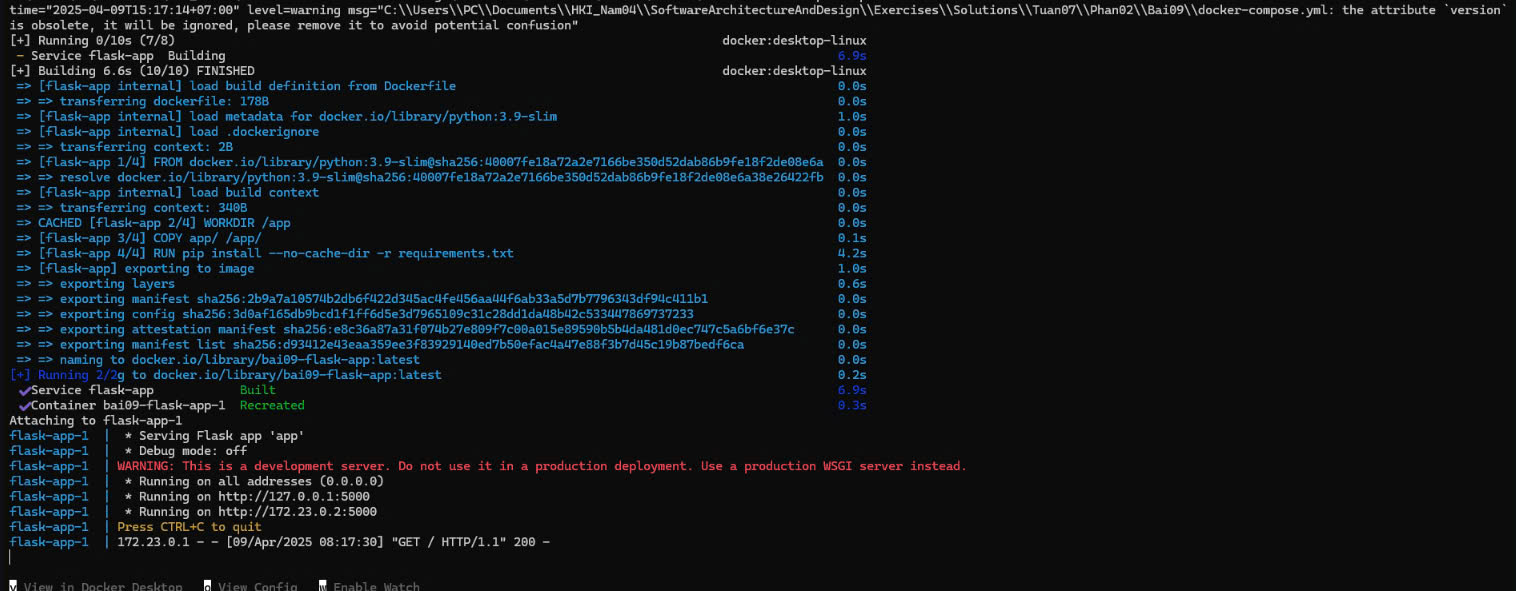 time="2025-04-09T15:17:14+07:00" level=warning msg="C:\\Users\\PC\\Documents\\HKI_Nam04\\SoftwareArchitectureAndDesign\\Exercises\\Solutions\\Tuan07\\Phan02\\Bai09\\docker-compose.yml: the attribute `version`
is obsolete, it will be ignored, please remove it to avoid potential confusion"
[+] Running 0/10s (7/8) docker:desktop-linux
- Service flask-app Building 6.9s
[+] Building 6.6s (10/10) FINISHED docker:desktop-linux
=> [flask-app internal] load build definition from Dockerfile 0.0s
=> => transferring dockerfile: 178B 0.0s
=> [flask-app internal] load metadata for docker.io/library/python:3.9-slim 1.0s
=> [flask-app internal] load .dockerignore 0.0s
=> => transferring context: 2B 0.0s
=> [flask-app 1/4] FROM docker.io/library/python:3.9-slim@sha256:40007fe18a72a2e7166be350d52dab86b9fe18f2de08e6a 0.0s
=> => resolve docker.io/library/python:3.9-slim@sha256:40007fe18a72a2e7166be350d52dab86b9fe18f2de08e6a38e26422fb 0.0s
=> [flask-app internal] load build context 0.0s
=> => transferring context: 340B 0.0s
=> CACHED [flask-app 2/4] WORKDIR /app 0.0s
=> [flask-app 3/4] COPY app/ /app/ 0.1s
=> [flask-app 4/4] RUN pip install --no-cache-dir -r requirements.txt 4.2s
=> [flask-app] exporting to image 1.0s
=> => exporting layers 0.6s
=> => exporting manifest sha256:2b9a7a10574b2db6f422d345ac4fe456aa44f6ab33a5d7b7796343df94c411b1 0.0s
=> => exporting config sha256:3d0af165db9bcd1f1ff6d5e3d7965109c31c28dd1da48b42c533447869737233 0.0s
=> => exporting attestation manifest sha256:e8c36a87a31f074b27e809f7c00a015e89590b5b4da481d0ec747c5a6bf6e37c 0.0s
=> => exporting manifest list sha256:d93412e43eaa359ee3f83929140ed7b50efac4a47e88f3b7d45c19b87bedf6ca 0.0s
=> => naming to docker.io/library/bai09-flask-app:latest 0.0s
[+] Running 2/2g to docker.io/library/bai09-flask-app:latest 0.2s
✔Service flask-app Built 6.9s
✔Container bai09-flask-app-1 Recreated 0.3s
Attaching to flask-app-1
flask-app-1 | * Serving Flask app 'app'
flask-app-1 | * Debug mode: off
flask-app-1 | WARNING: This is a development server. Do not use it in a production deployment. Use a production WSGI server instead.
flask-app-1 | * Running on all addresses (0.0.0.0)
flask-app-1 | * Running on http://127.0.0.1:5000
flask-app-1 | * Running on http://172.23.0.2:5000
flask-app-1 | Press CTRL+C to quit
flask-app-1 | 172.23.0.1 - - [09/Apr/2025 08:17:30] "GET / HTTP/1.1" 200 -
v View in Docker Desktop o View Config w Enable Watch